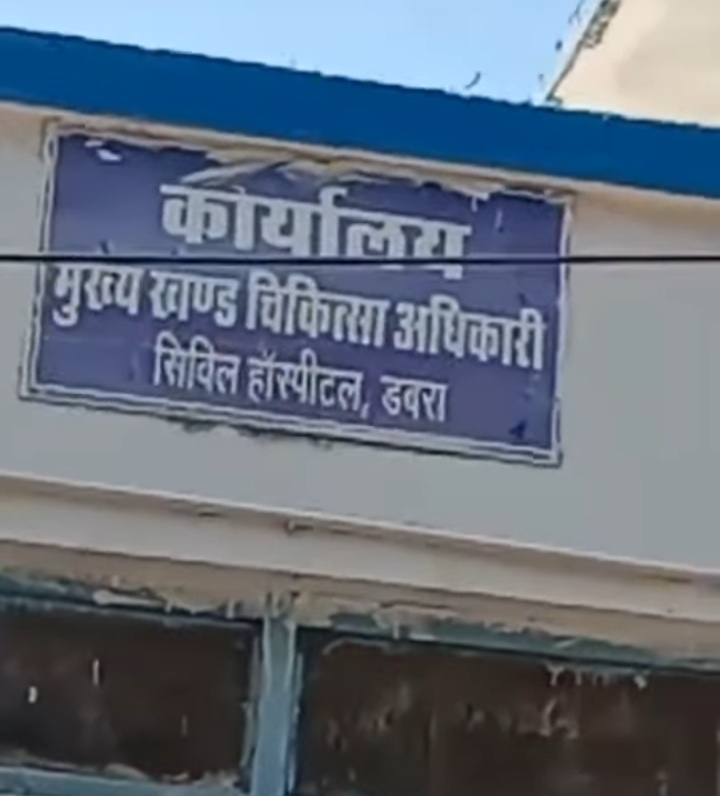 कार्यालय
मुख्य खण्ड चिकित्सा अधिकारी
सिविल हॉस्पीटल, डबरा